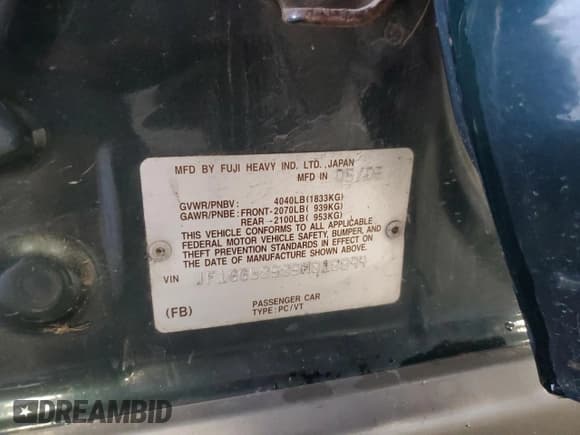 MFD BY FUJI HEAVY IND. LTD., JAPAN
MFD IN 05/03
GVWR/PNBV: 4040LB(1833KG)
GAWR/PNBE: FRONT-2070LB( 939KG)
REAR -2100LB( 953KG)
THIS VEHICLE CONFORMS TO ALL APPLICABLE
FEDERAL MOTOR VEHICLE SAFETY, BUMPER, AND
THEFT PREVENTION STANDARDS IN EFFECT ON
THE DATE OF MANUFACTURE SHOWN ABOVE.
VIN
PASSENGER CAR
(FB) TYPE: PC/VT
DREAMBID